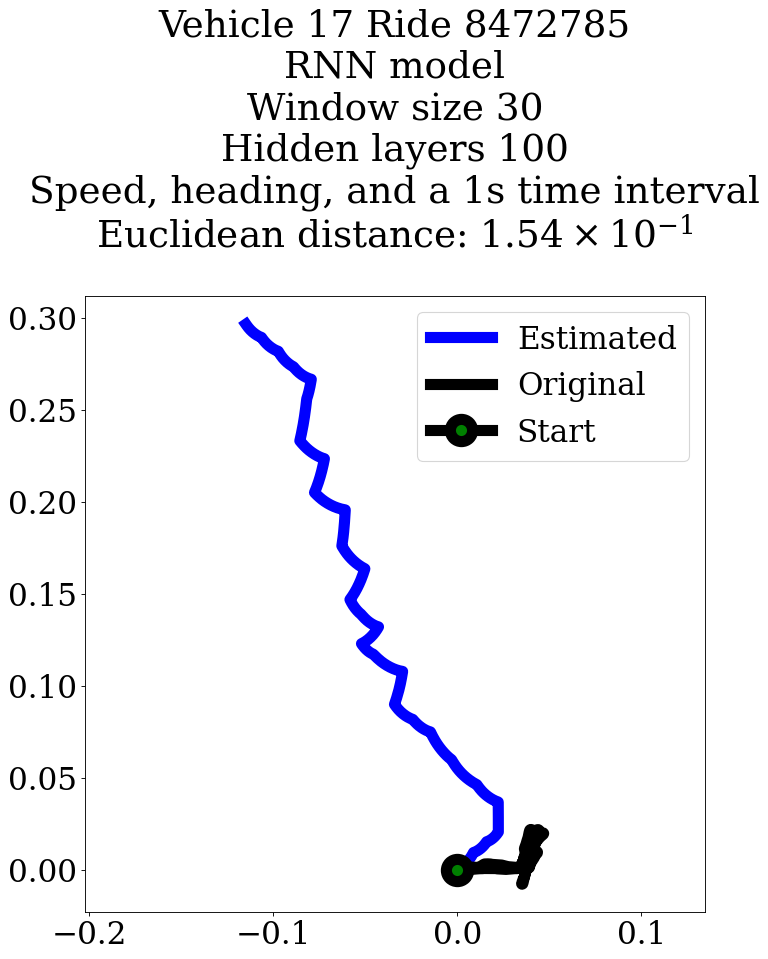 Vehicle 17 Ride 8472785
RNN model
Window size 30
Hidden layers 100
Speed, heading, and a 1s time interval
Euclidean distance: 1.54 × 10⁻¹
Estimated
Original
Start
0.30
0.25
0.20
0.15
0.10
0.05
0.00
−0.2
−0.1
0.0
0.1